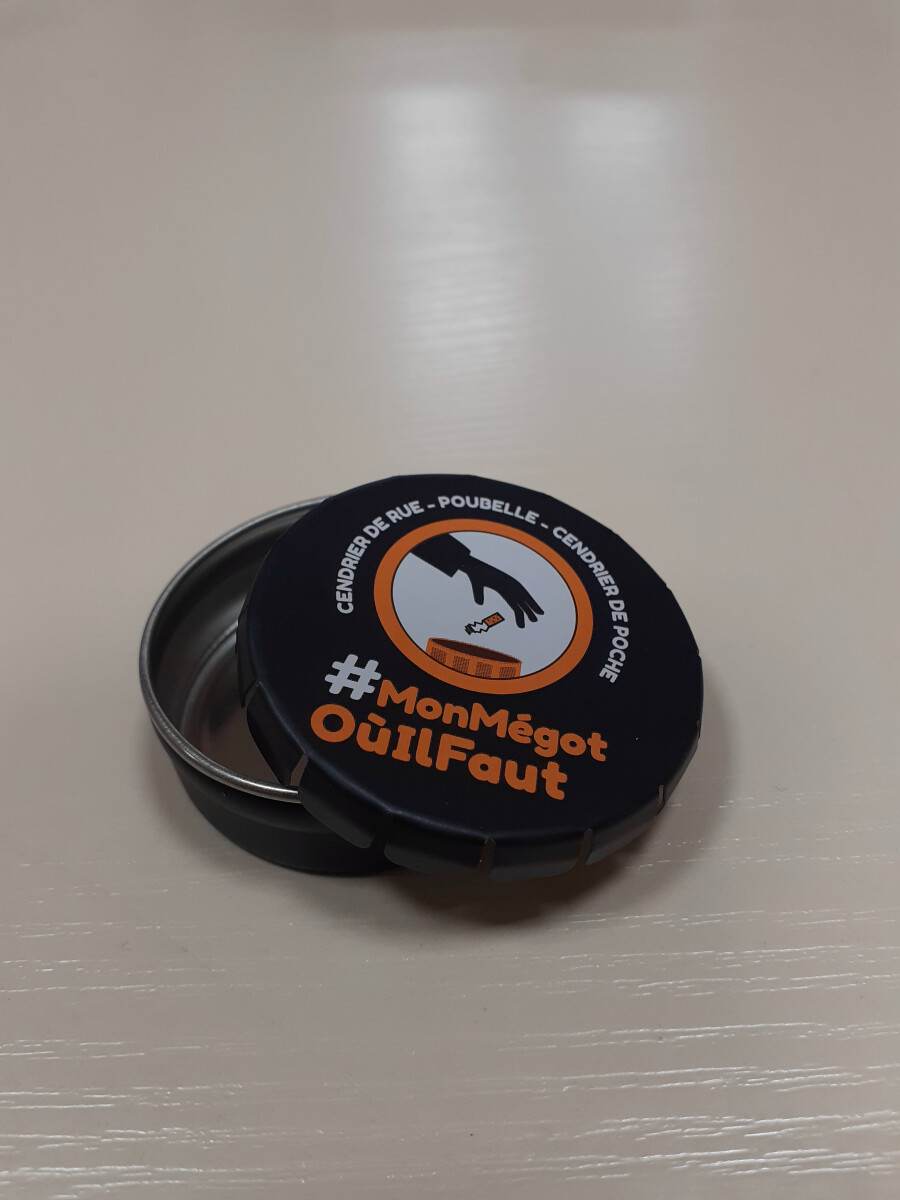 CENDRIER DE RUE - POUBELLE - CENDRIER DE POCHE
#MonMégot
OùIlFaut